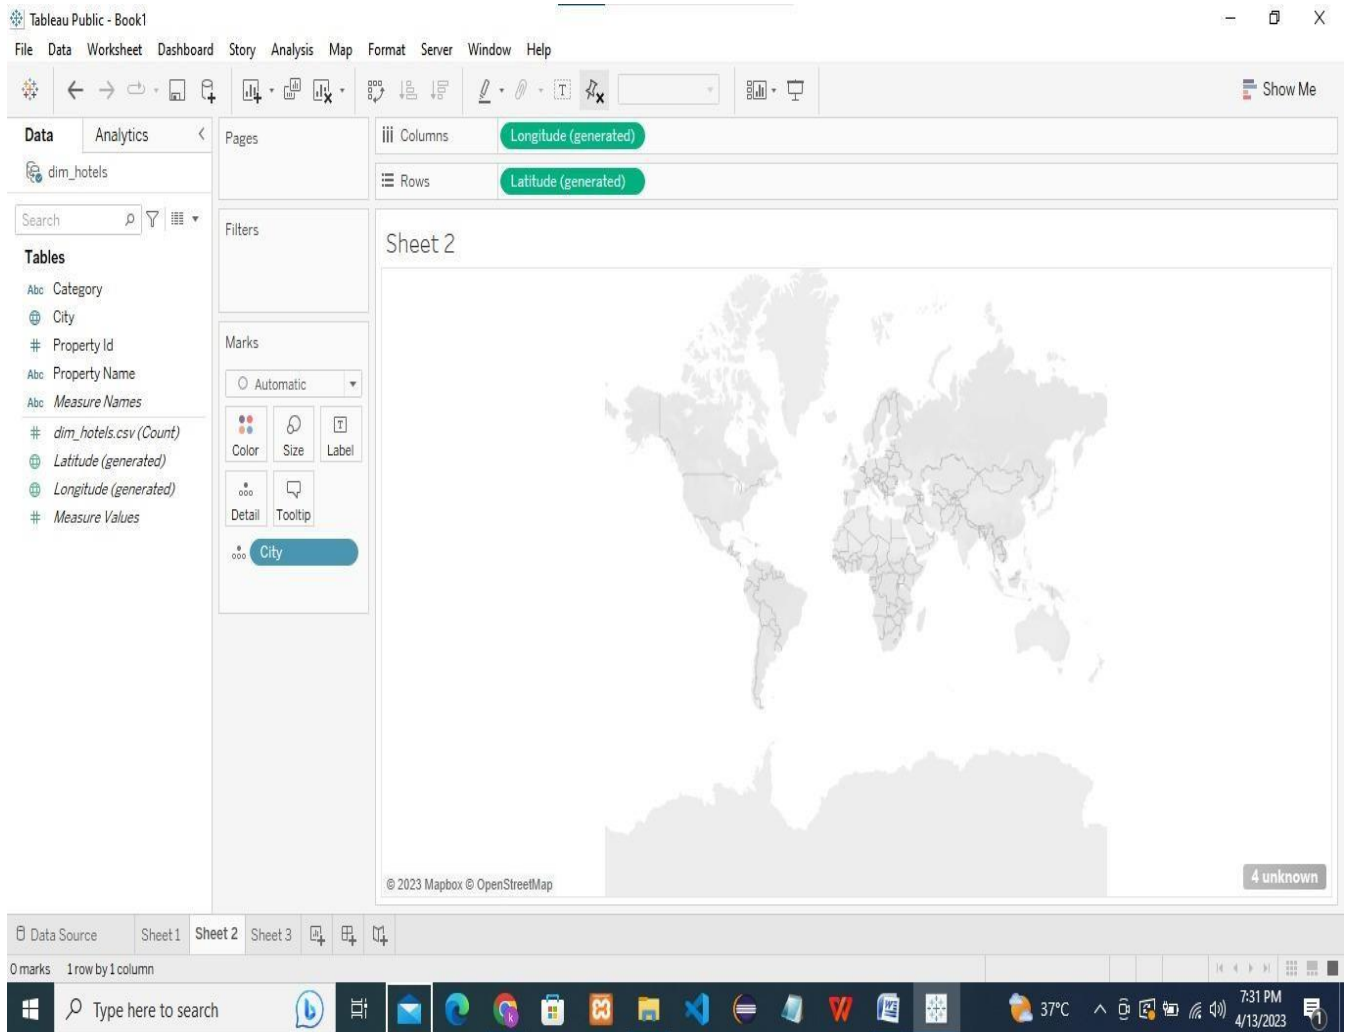 Tableau Public - Book1
File Data Worksheet Dashboard Story Analysis Map Format Server Window Help
Show Me
Data Analytics
Pages
Columns Longitude (generated)
dim_hotels
Rows Latitude (generated)
Search
Filters
Sheet 2
Tables
Abc Category
City
# Property Id
Abc Property Name
Abc Measure Names
# dim_hotels.csv (Count)
Latitude (generated)
Longitude (generated)
# Measure Values
Marks
Automatic
Color Size Label
Detail Tooltip
City
© 2023 Mapbox © OpenStreetMap
4 unknown
Data Source Sheet 1 Sheet 2 Sheet 3
0 marks 1 row by 1 column
Type here to search
37°C
7:31 PM
4/13/2023
1